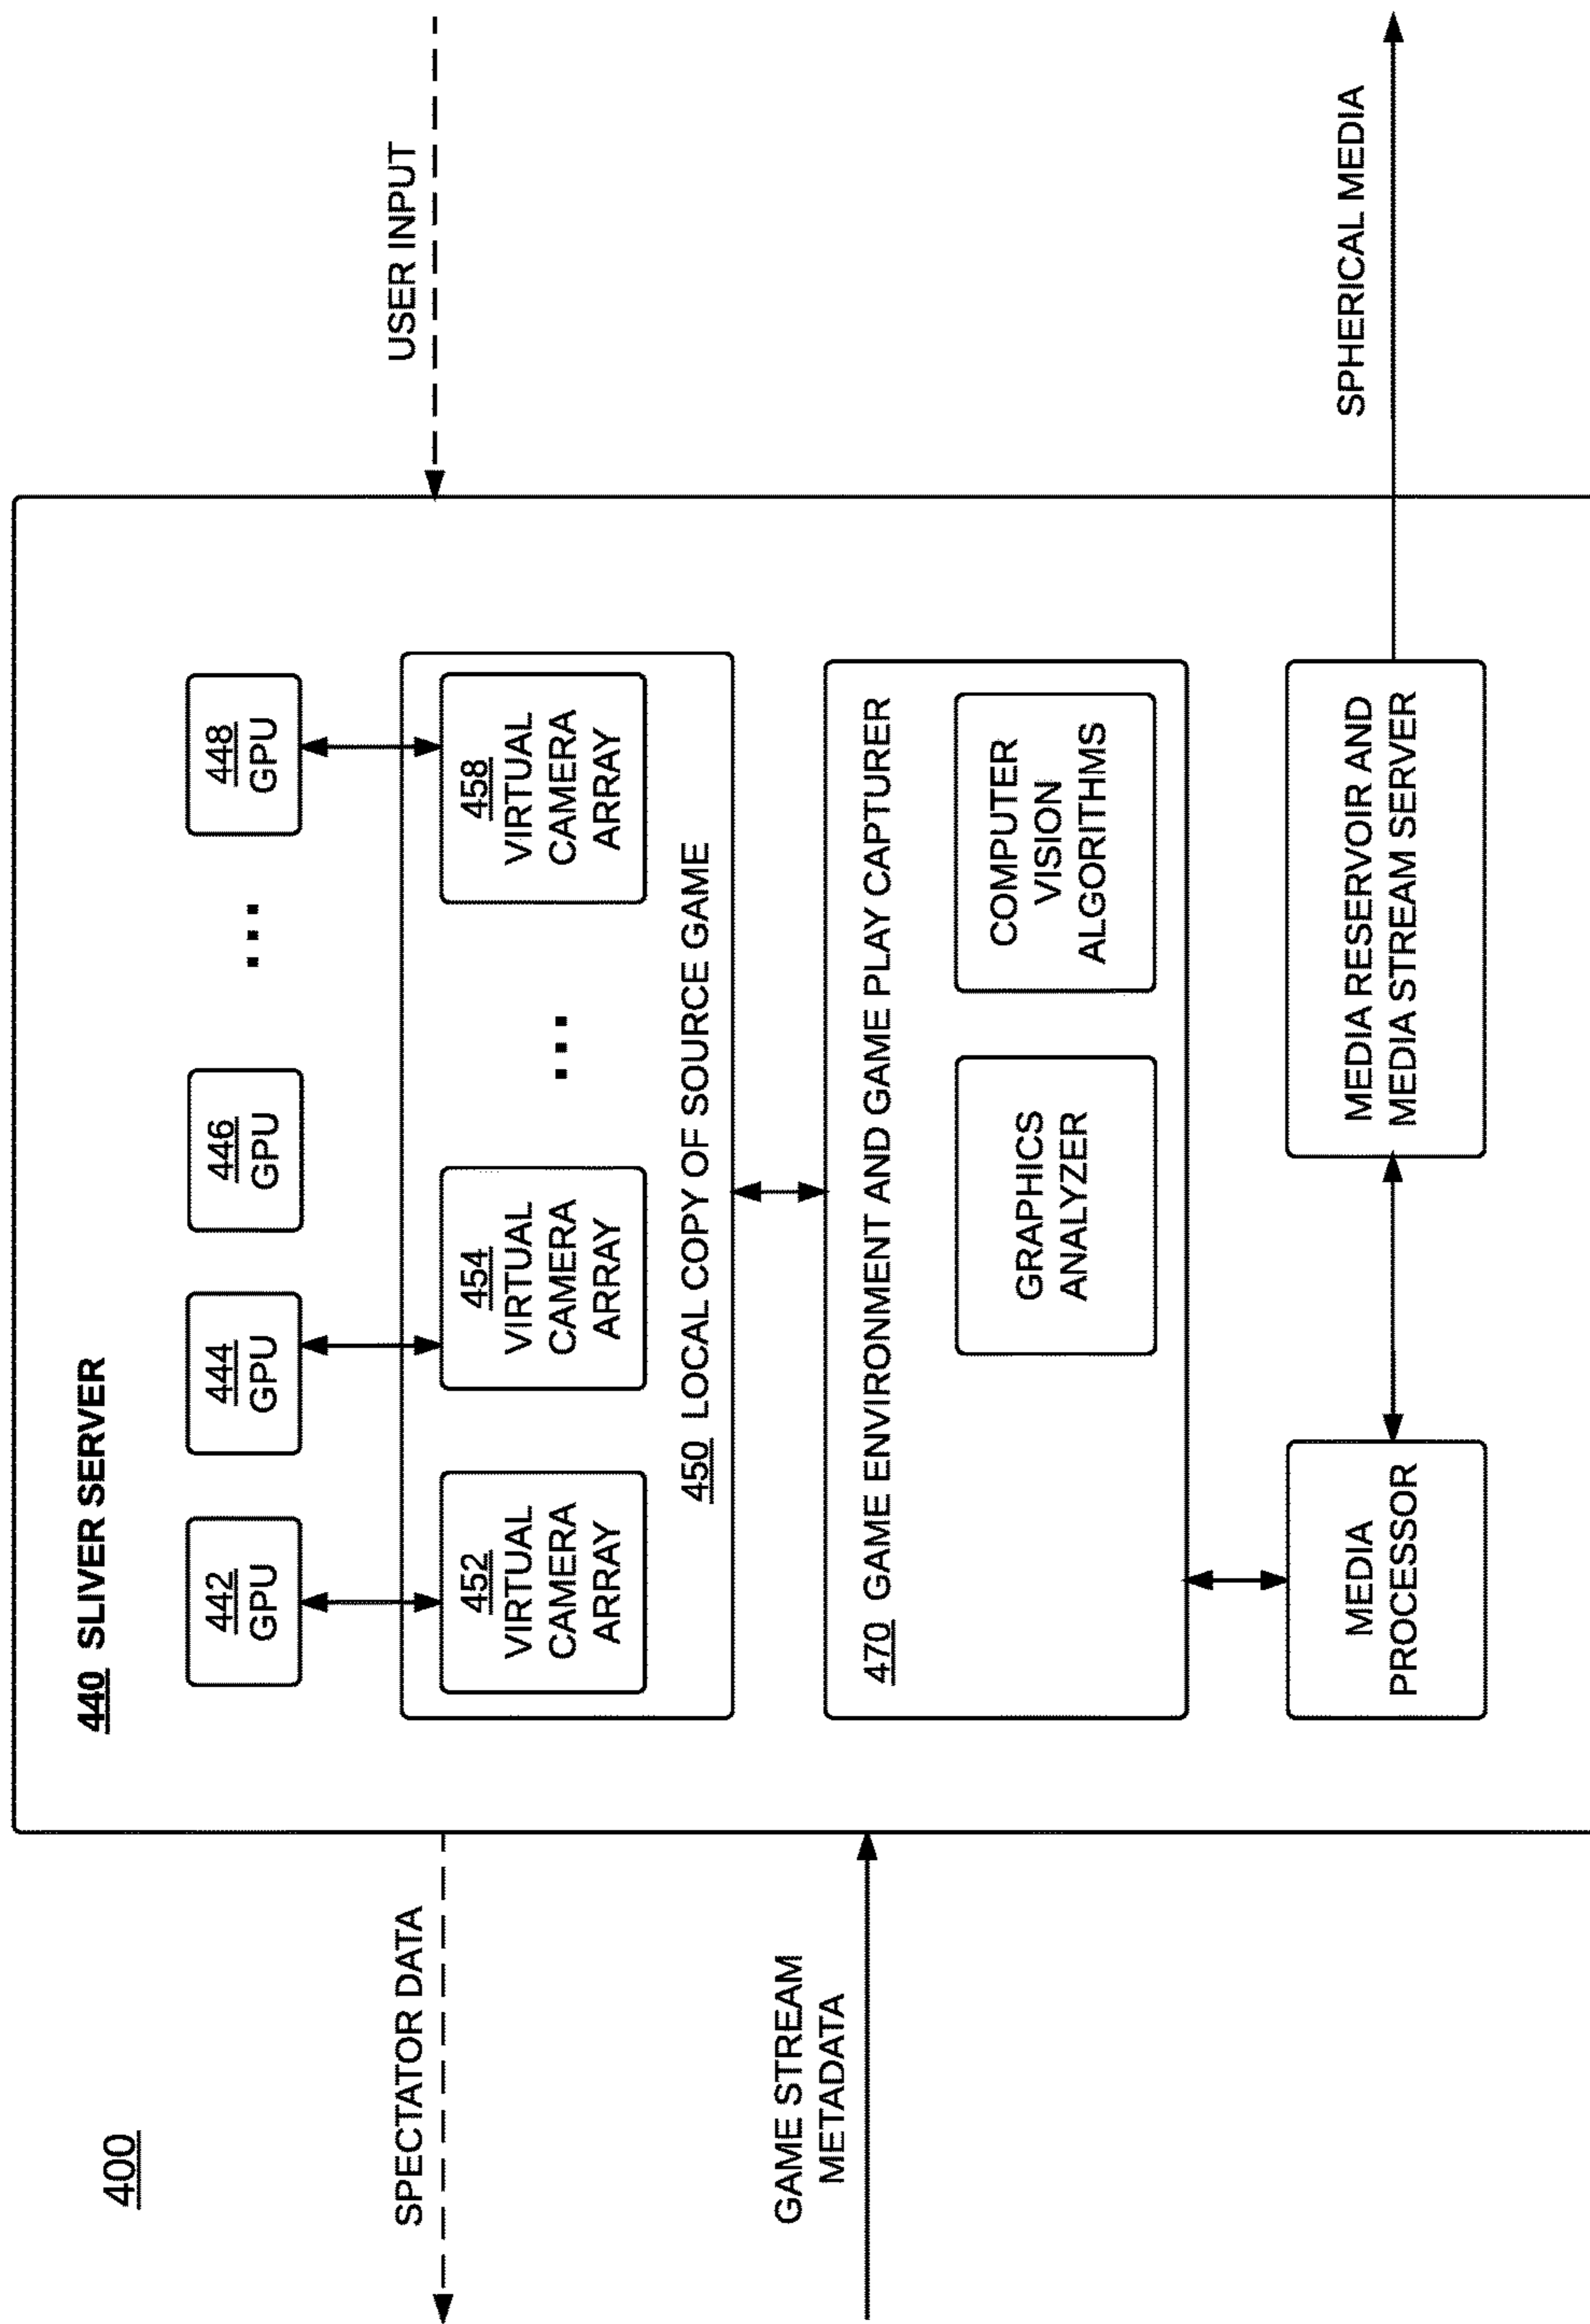 400
440 SLIVER SERVER
442
GPU
444
GPU
446
GPU
...
448
GPU
452
VIRTUAL
CAMERA
ARRAY
454
VIRTUAL
CAMERA
ARRAY
...
458
VIRTUAL
CAMERA
ARRAY
450 LOCAL COPY OF SOURCE GAME
SPECTATOR DATA
USER INPUT
GAME STREAM
METADATA
470 GAME ENVIRONMENT AND GAME PLAY CAPTURER
GRAPHICS
ANALYZER
COMPUTER
VISION
ALGORITHMS
MEDIA
PROCESSOR
MEDIA RESERVOIR AND
MEDIA STREAM SERVER
SPHERICAL MEDIA